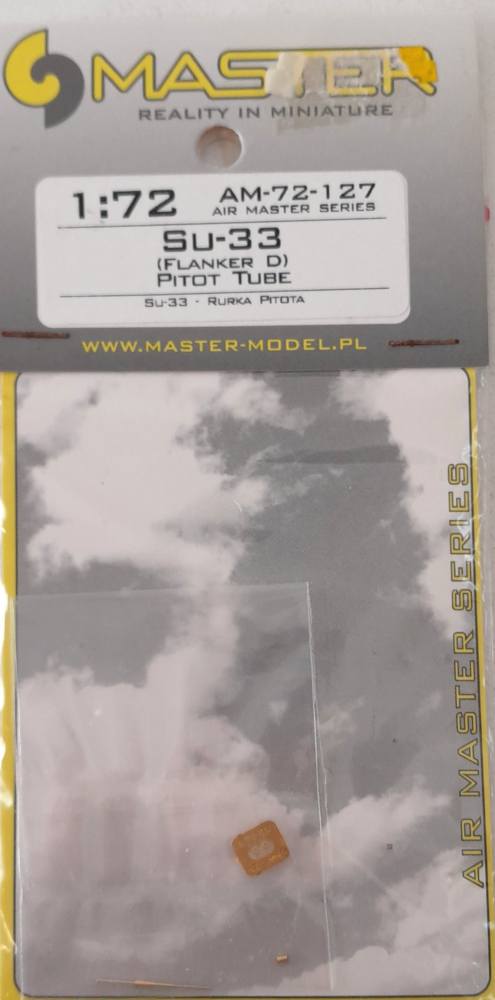 MASTER
REALITY IN MINIATURE
1:72
AM-72-127
AIR MASTER SERIES
SU-33
(FLANKER D)
PITOT TUBE
SU-33 - RURKA PITOTA
WWW.MASTER-MODEL.PL
AIR MASTER SERIES